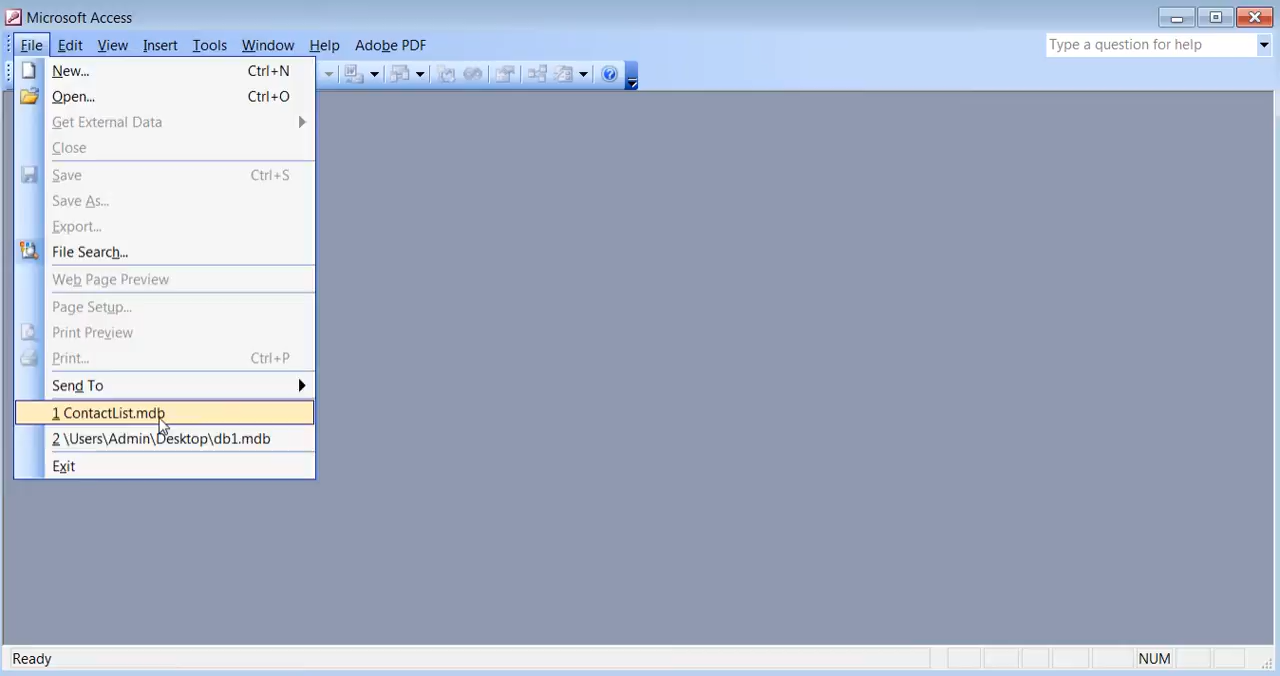 Microsoft Access
File Edit View Insert Tools Window Help Adobe PDF
Type a question for help
New... Ctrl+N
Open... Ctrl+O
Get External Data
Close
Save Ctrl+S
Save As...
Export...
File Search...
Web Page Preview
Page Setup...
Print Preview
Print... Ctrl+P
Send To
1 ContactList.mdb
2 \Users\Admin\Desktop\db1.mdb
Exit
Ready
NUM